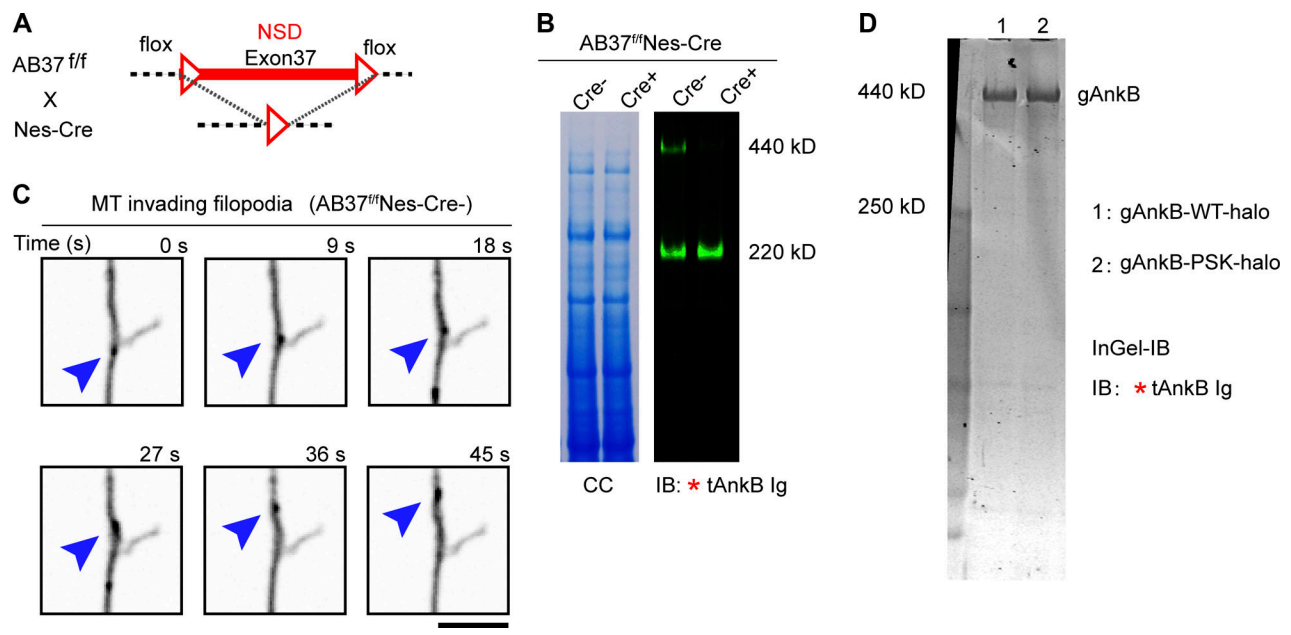 A
flox
NSD
Exon37
flox
AB37 f/f
X
Nes-Cre
B
AB37f/fNes-Cre
Cre-
Cre+
Cre-
Cre+
440 kD
220 kD
CC
IB: * tAnkB Ig
C
MT invading filopodia (AB37f/fNes-Cre-)
Time (s)
0 s
9 s
18 s
27 s
36 s
45 s
D
1
2
440 kD
gAnkB
250 kD
1: gAnkB-WT-halo
2: gAnkB-PSK-halo
InGel-IB
IB: * tAnkB Ig